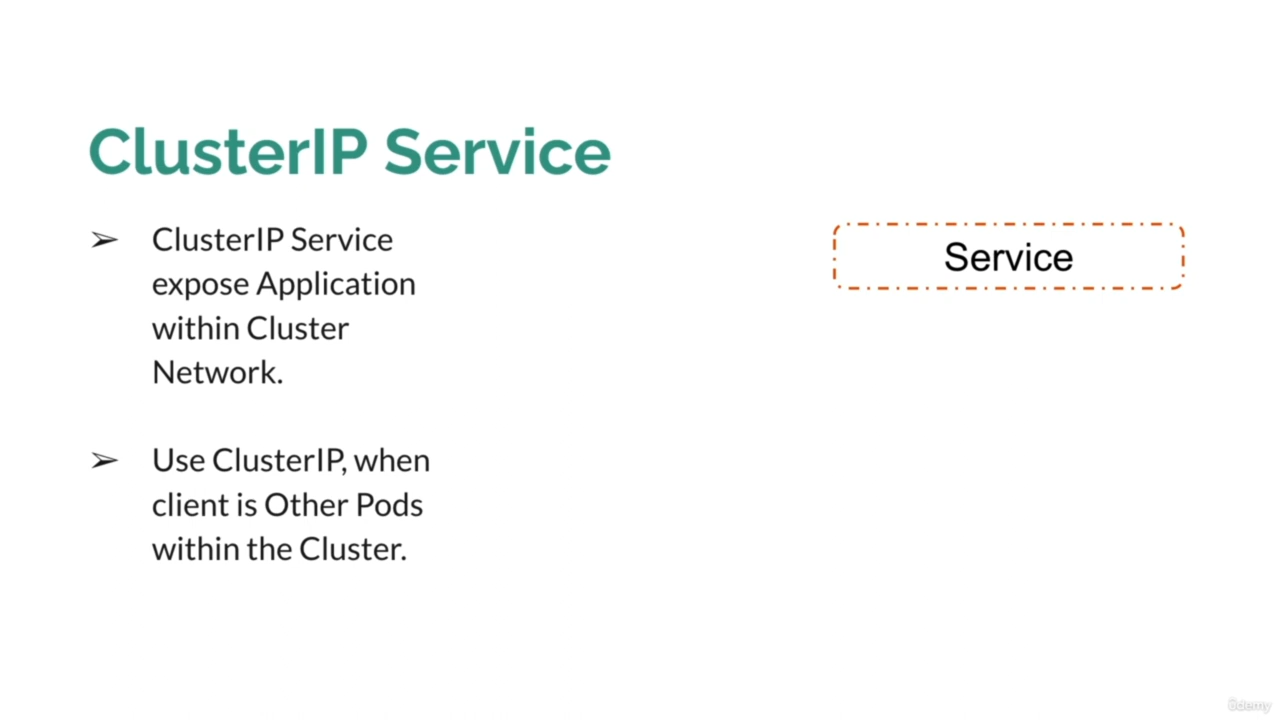 ClusterIP Service
➢ ClusterIP Service
expose Application
within Cluster
Network.
➢ Use ClusterIP, when
client is Other Pods
within the Cluster.
Service
ûdemy